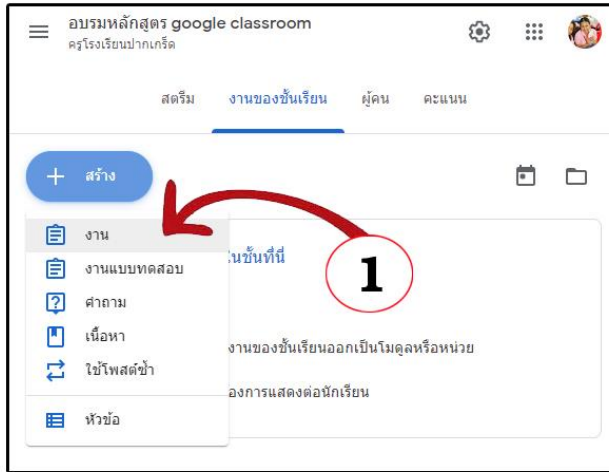 อบรมหลักสูตร google classroom
ครูโรงเรียนปากเกร็ด
สตรีม งานของชั้นเรียน ผู้คน คะแนน
สร้าง
งาน
งานแบบทดสอบ
ในชั้นที่นี่
1
คำถาม
เนื้อหา
งานของชั้นเรียนออกเป็นโมดูลหรือหน่วย
ใช้โพสต์ซ้ำ
องการแสดงต่อนักเรียน
หัวข้อ